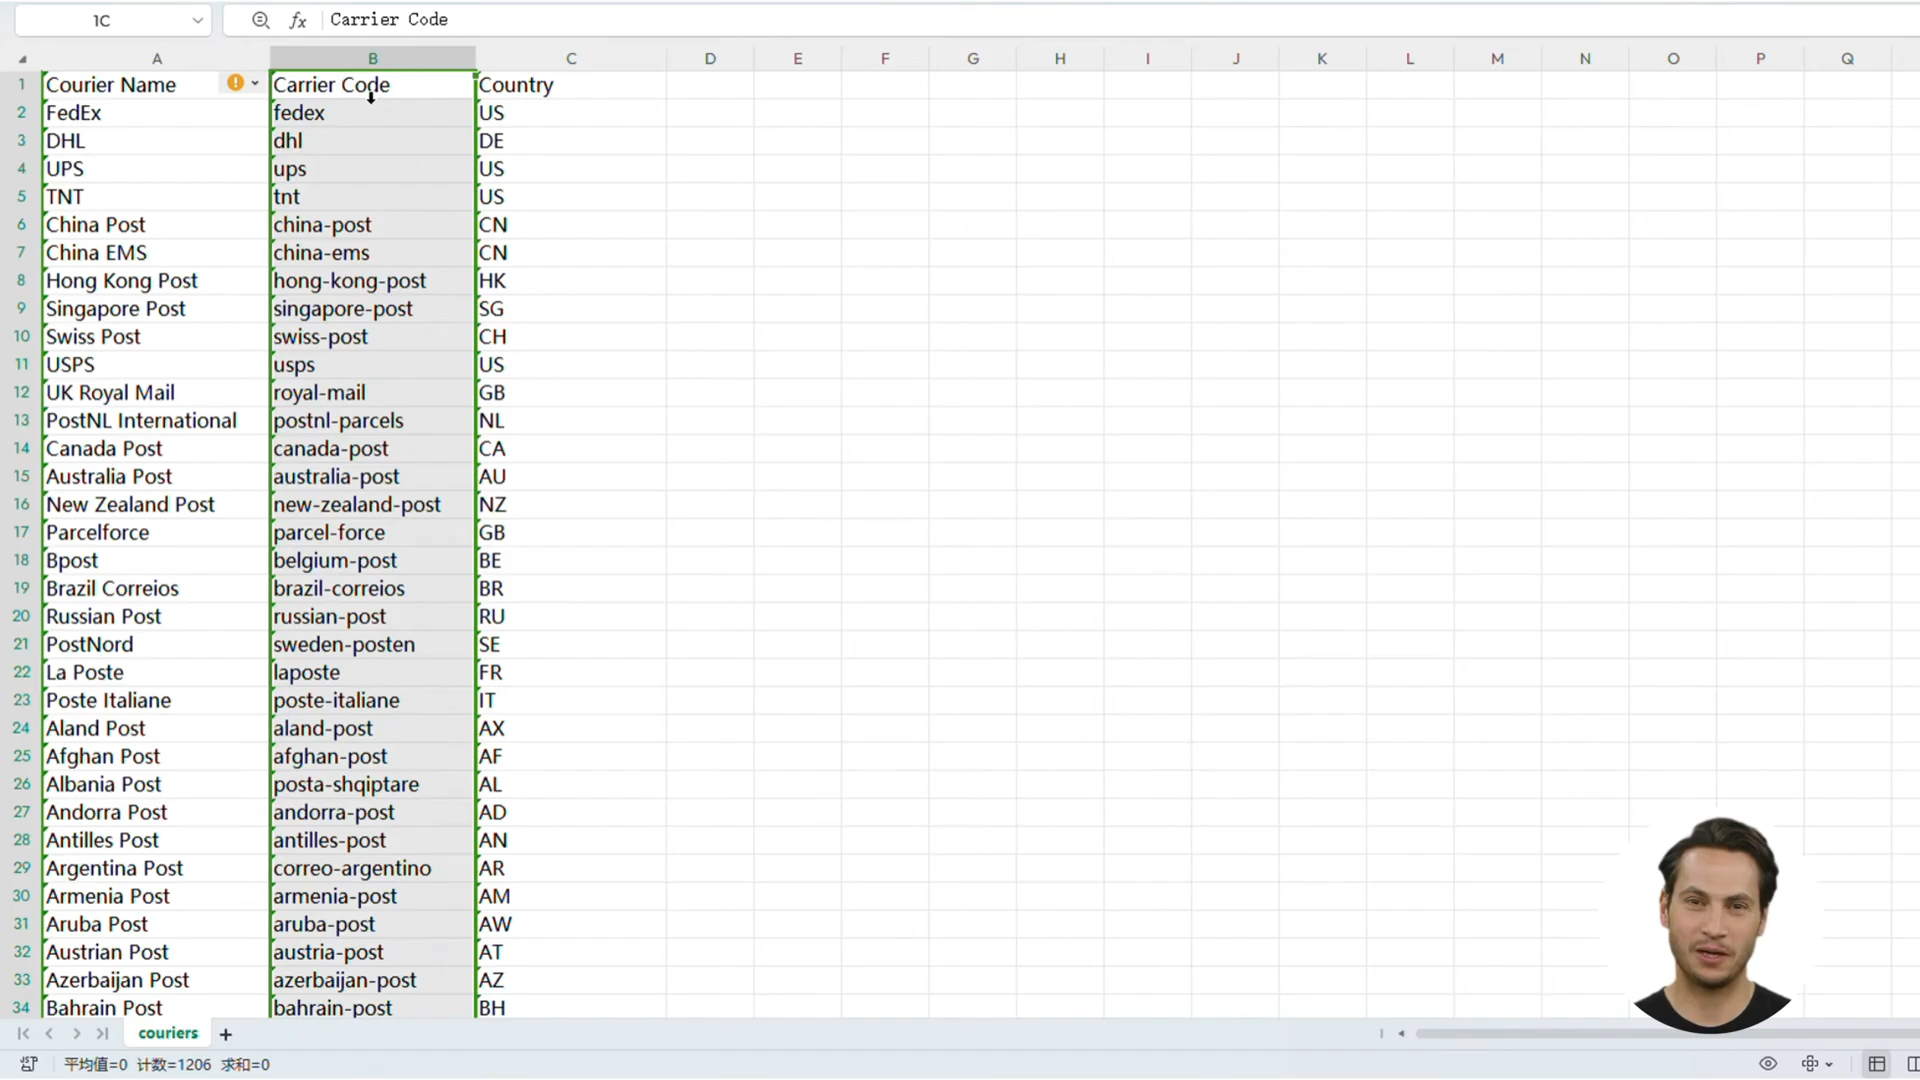 1C fx Carrier Code
A B C D E F G H I J K L M N O P Q
1 Courier Name Carrier Code Country
2 FedEx fedex US
3 DHL dhl DE
4 UPS ups US
5 TNT tnt US
6 China Post china-post CN
7 China EMS china-ems CN
8 Hong Kong Post hong-kong-post HK
9 Singapore Post singapore-post SG
10 Swiss Post swiss-post CH
11 USPS usps US
12 UK Royal Mail royal-mail GB
13 PostNL International postnl-parcels NL
14 Canada Post canada-post CA
15 Australia Post australia-post AU
16 New Zealand Post new-zealand-post NZ
17 Parcelforce parcel-force GB
18 Bpost belgium-post BE
19 Brazil Correios brazil-correios BR
20 Russian Post russian-post RU
21 PostNord sweden-posten SE
22 La Poste laposte FR
23 Poste Italiane poste-italiane IT
24 Aland Post aland-post AX
25 Afghan Post afghan-post AF
26 Albania Post posta-shqiptare AL
27 Andorra Post andorra-post AD
28 Antilles Post antilles-post AN
29 Argentina Post correo-argentino AR
30 Armenia Post armenia-post AM
31 Aruba Post aruba-post AW
32 Austrian Post austria-post AT
33 Azerbaijan Post azerbaijan-post AZ
34 Bahrain Post bahrain-post BH
couriers
平均值=0 计数=1206 求和=0